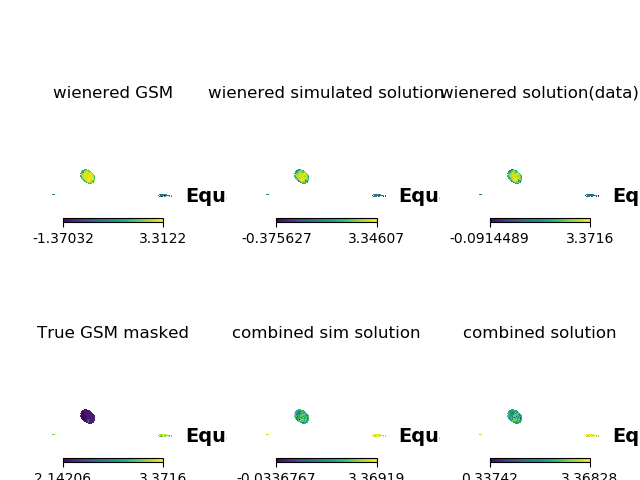 wienered GSM
wienered simulated solution
wienered solution(data)
Equ
Equ
Eq
-1.37032 3.3122
-0.375627 3.34607
-0.0914489 3.3716
True GSM masked
combined sim solution
combined solution
Equ
Equ
Eq
2.14206 3.3716
-0.0336767 3.36919
0.33742 3.36828